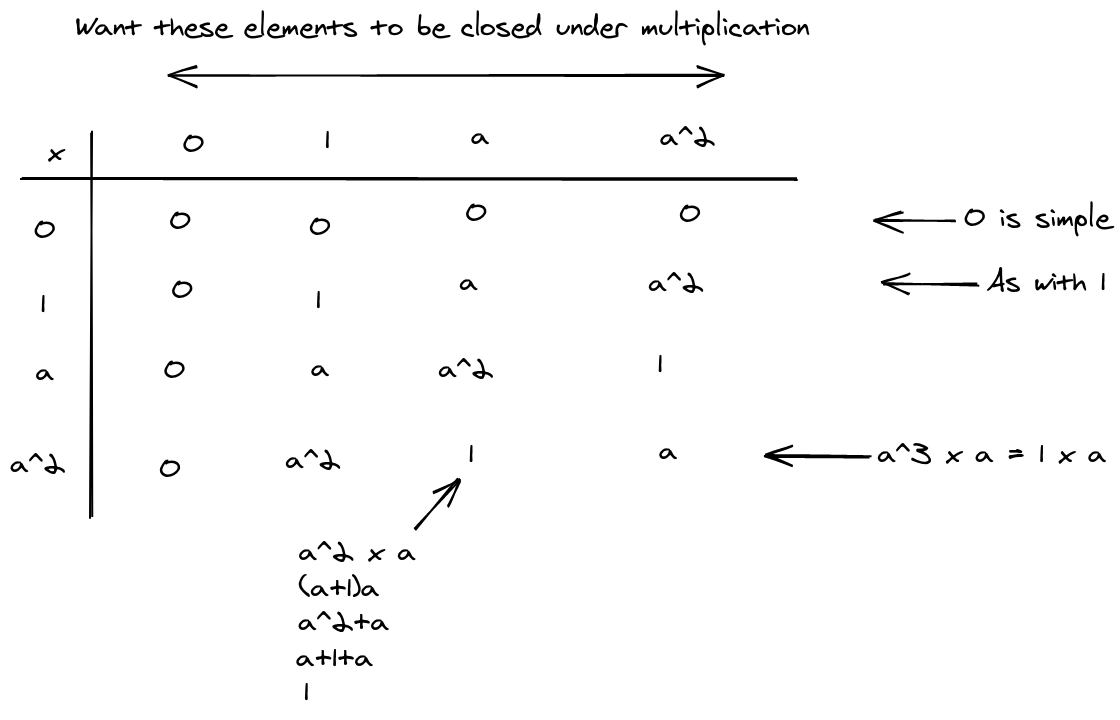 Want these elements to be closed under multiplication
x 0 1 a a^2
0 0 0 0 0 0 is simple
1 0 1 a a^2 As with 1
a 0 a a^2 1
a^2 0 a^2 1 a a^3 x a = 1 x a
a^2 x a
(a+1)a
a^2+a
a+1+a
1